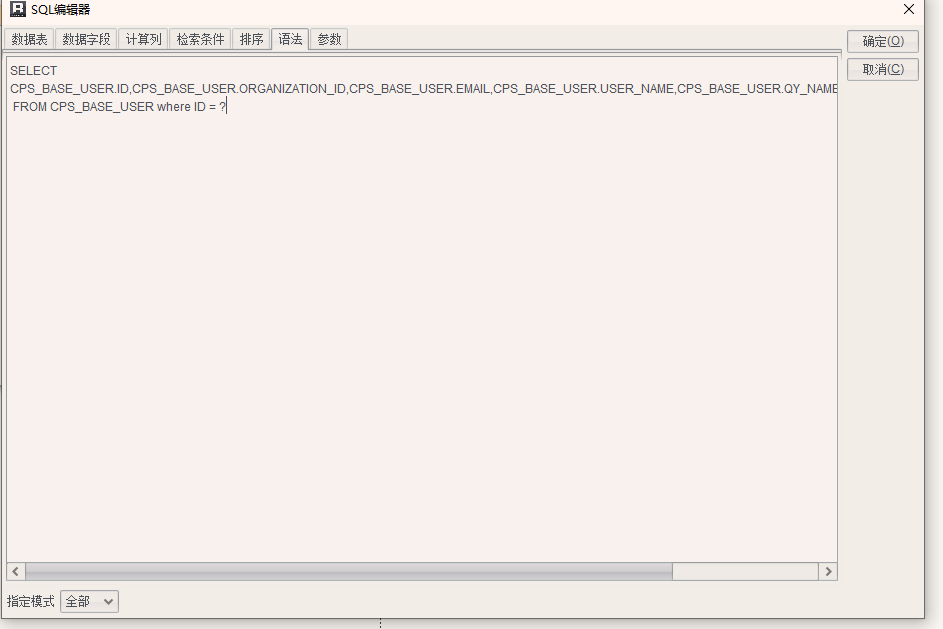 SQL编辑器
数据表 数据字段 计算列 检索条件 排序 语法 参数
确定(O)
取消(C)
SELECT
CPS_BASE_USER.ID,CPS_BASE_USER.ORGANIZATION_ID,CPS_BASE_USER.EMAIL,CPS_BASE_USER.USER_NAME,CPS_BASE_USER.QY_NAME
FROM CPS_BASE_USER where ID = ?
指定模式 全部